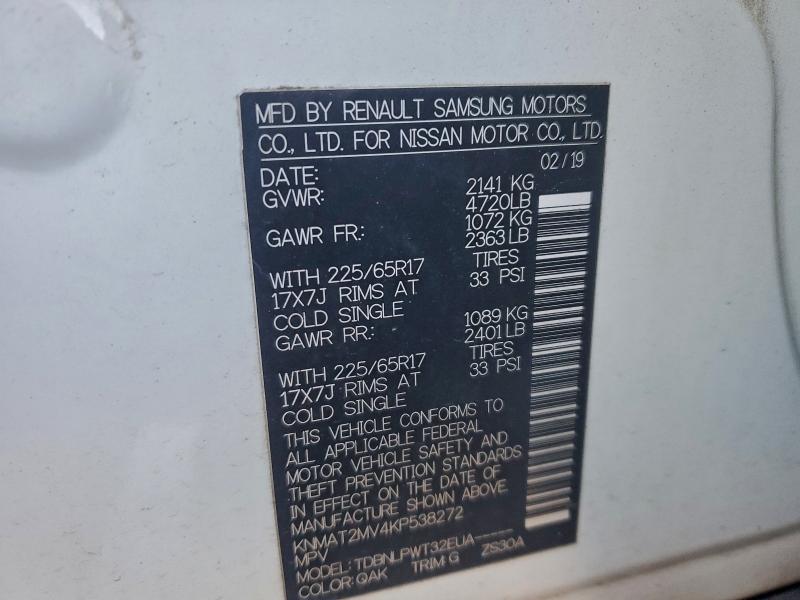 MFD BY RENAULT SAMSUNG MOTORS
CO., LTD. FOR NISSAN MOTOR CO., LTD.
DATE: 02/19
GVWR: 2141 KG
4720LB
GAWR FR.: 1072 KG
2363LB
WITH 225/65R17 TIRES
17X7J RIMS AT 33 PSI
COLD SINGLE
GAWR RR.: 1089 KG
2401LB
WITH 225/65R17 TIRES
17X7J RIMS AT 33 PSI
COLD SINGLE
THIS VEHICLE CONFORMS TO
ALL APPLICABLE FEDERAL
MOTOR VEHICLE SAFETY AND
THEFT PREVENTION STANDARDS
IN EFFECT ON THE DATE OF
MANUFACTURE SHOWN ABOVE.
KNMAT2MV4KP538272
MPV
MODEL: TDBNLPWT32EUA-----
COLOR: QAK TRIM: G ZS30A